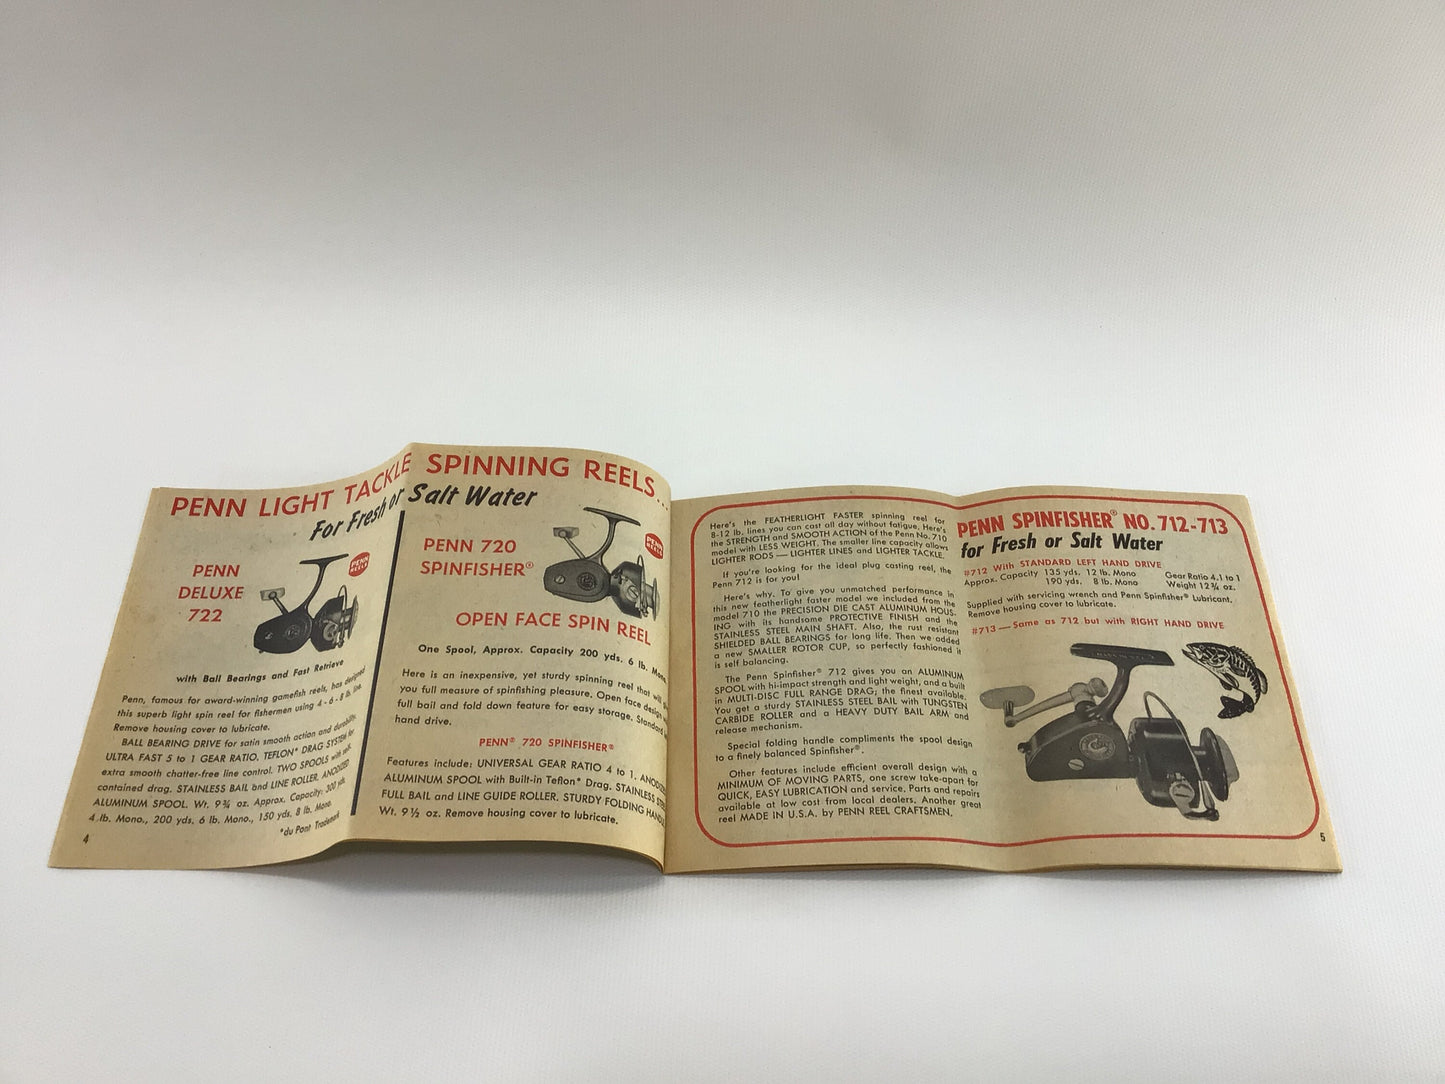 PENN LIGHT TACKLE SPINNING REELS...
For Fresh or Salt Water
PENN
DELUXE
722
PENN
REELS
with Ball Bearings and Fast Retrieve
Penn, famous for award-winning gamefish reels, has designed
this superb light spin reel for fishermen using 4 - 6 - 8 lb. line.
Remove housing cover to lubricate.
BALL BEARING DRIVE for satin smooth action and durability.
ULTRA FAST 5 to 1 GEAR RATIO. TEFLON* DRAG SYSTEM for
extra smooth chatter-free line control. TWO SPOOLS with self-
contained drag. STAINLESS BAIL and LINE ROLLER. ANODIZED
ALUMINUM SPOOL. Wt. 9¾ oz. Approx. Capacity: 300 yds.
4 lb. Mono., 200 yds. 6 lb. Mono., 150 yds. 8 lb. Mono.
*du Pont Trademark
4
PENN 720
SPINFISHER®
PENN
REELS
OPEN FACE SPIN REEL
One Spool, Approx. Capacity 200 yds. 6 lb. Mono.
Here is an inexpensive, yet sturdy spinning reel that will
you full measure of spinfishing pleasure. Open face design
full bail and fold down feature for easy storage. Standard
hand drive.
PENN® 720 SPINFISHER®
Features include: UNIVERSAL GEAR RATIO 4 to 1. ANODIZED
ALUMINUM SPOOL with Built-in Teflon* Drag. STAINLESS STEEL
FULL BAIL and LINE GUIDE ROLLER. STURDY FOLDING HANDLE.
Wt. 9½ oz. Remove housing cover to lubricate.
Here's the FEATHERLIGHT FASTER spinning reel for
8-12 lb. lines you can cast all day without fatigue. Here's
the STRENGTH and SMOOTH ACTION of the Penn No. 710
model with LESS WEIGHT. The smaller line capacity allows
LIGHTER RODS — LIGHTER LINES and LIGHTER TACKLE.
If you're looking for the ideal plug casting reel, the
Penn 712 is for you!
Here's why. To give you unmatched performance in
this new featherlight faster model we included from the
model 710 the PRECISION DIE CAST ALUMINUM HOUS-
ING with its handsome PROTECTIVE FINISH and the
STAINLESS STEEL MAIN SHAFT. Also, the rust resistant
SHIELDED BALL BEARINGS for long life. Then we added
a new SMALLER ROTOR CUP, so perfectly fashioned it
is self balancing.
The Penn Spinfisher® 712 gives you an ALUMINUM
SPOOL with hi-impact strength and light weight, and a built
in MULTI-DISC FULL RANGE DRAG; the finest available.
You get a sturdy STAINLESS STEEL BAIL with TUNGSTEN
CARBIDE ROLLER and a HEAVY DUTY BAIL ARM and
release mechanism.
Special folding handle compliments the spool design
to a finely balanced Spinfisher®.
Other features include efficient overall design with a
MINIMUM OF MOVING PARTS, one screw take-apart for
QUICK, EASY LUBRICATION and service. Parts and repairs
available at low cost from local dealers. Another great
reel MADE IN U.S.A. by PENN REEL CRAFTSMEN.
PENN SPINFISHER® NO. 712-713
for Fresh or Salt Water
#712 With STANDARD LEFT HAND DRIVE
Approx. Capacity 135 yds. 12 lb. Mono Gear Ratio 4.1 to 1
190 yds. 8 lb. Mono Weight 12¾ oz.
Supplied with servicing wrench and Penn Spinfisher® Lubricant.
Remove housing cover to lubricate.
#713 — Same as 712 but with RIGHT HAND DRIVE
5